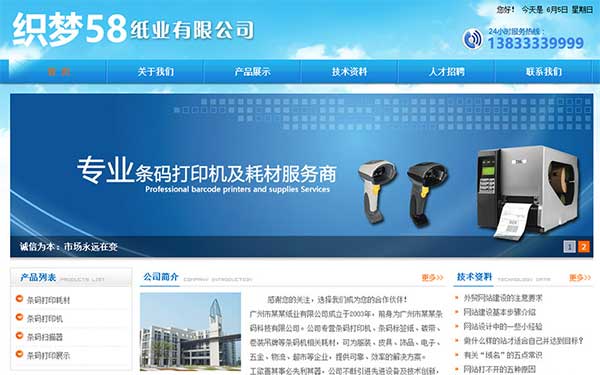 您好！ 今天是 6月5日 星期日
织梦58纸业有限公司
24小时服务热线：
13833339999
首 页 关于我们 产品展示 技术资料 人才招聘 联系我们
专业条码打印机及耗材服务商
Professional barcode printers and supplies Services
诚信为本：市场永远在变
1 2
产品列表 PRODUCTS LIST
条码打印耗材
条码打印机
条码扫描器
条码打印展示
公司简介 COMPANY INTRODUCTION 更多>>
感谢您的关注，选择我们成为您的合作伙伴！
广州市某某纸业有限公司成立于2003年，前身为广州市某某条
码科技有限公司。公司专营条码打印机、条码标签纸、碳带、
卷装吊牌等条码机相关耗材，可为服装、皮具、饰品、电子、
五金、物流、超市等企业，提供可靠、效率的解决方案。
工欲善其事必先利其器，公司不断引进先进设备及技术创新，
技术资料 TECHNOLOGY DATA 更多>>
外贸网站建设的注意要求
网站建设基本步骤介绍
网站设计中的一些小经验
做什么样的站才适合自己并达到目标？
有关“域名”的五点常识
网站打不开的五种原因